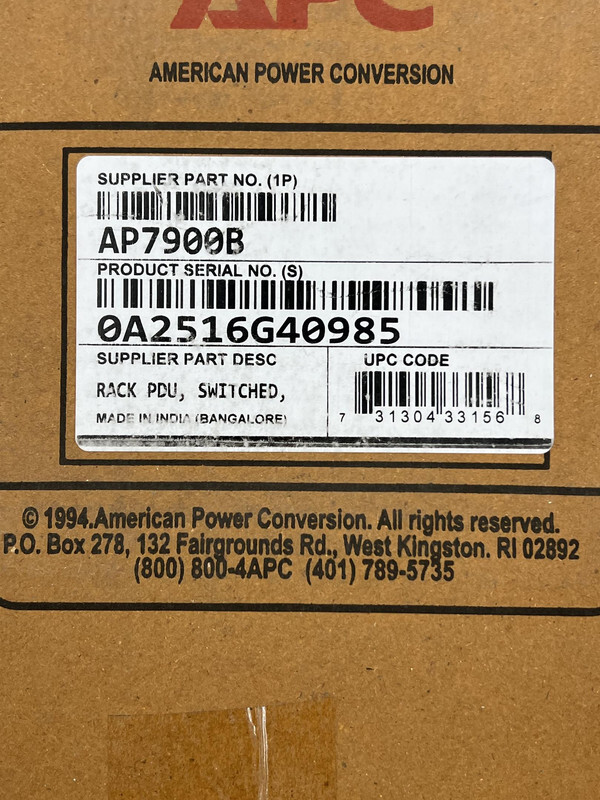 APC
AMERICAN POWER CONVERSION
SUPPLIER PART NO. (1P)
AP7900B
PRODUCT SERIAL NO. (S)
0A2516G40985
SUPPLIER PART DESC
RACK PDU, SWITCHED,
MADE IN INDIA (BANGALORE)
UPC CODE
7 31304 33156 8
© 1994.American Power Conversion. All rights reserved.
P.O. Box 278, 132 Fairgrounds Rd., West Kingston. RI 02892
(800) 800-4APC (401) 789-5735